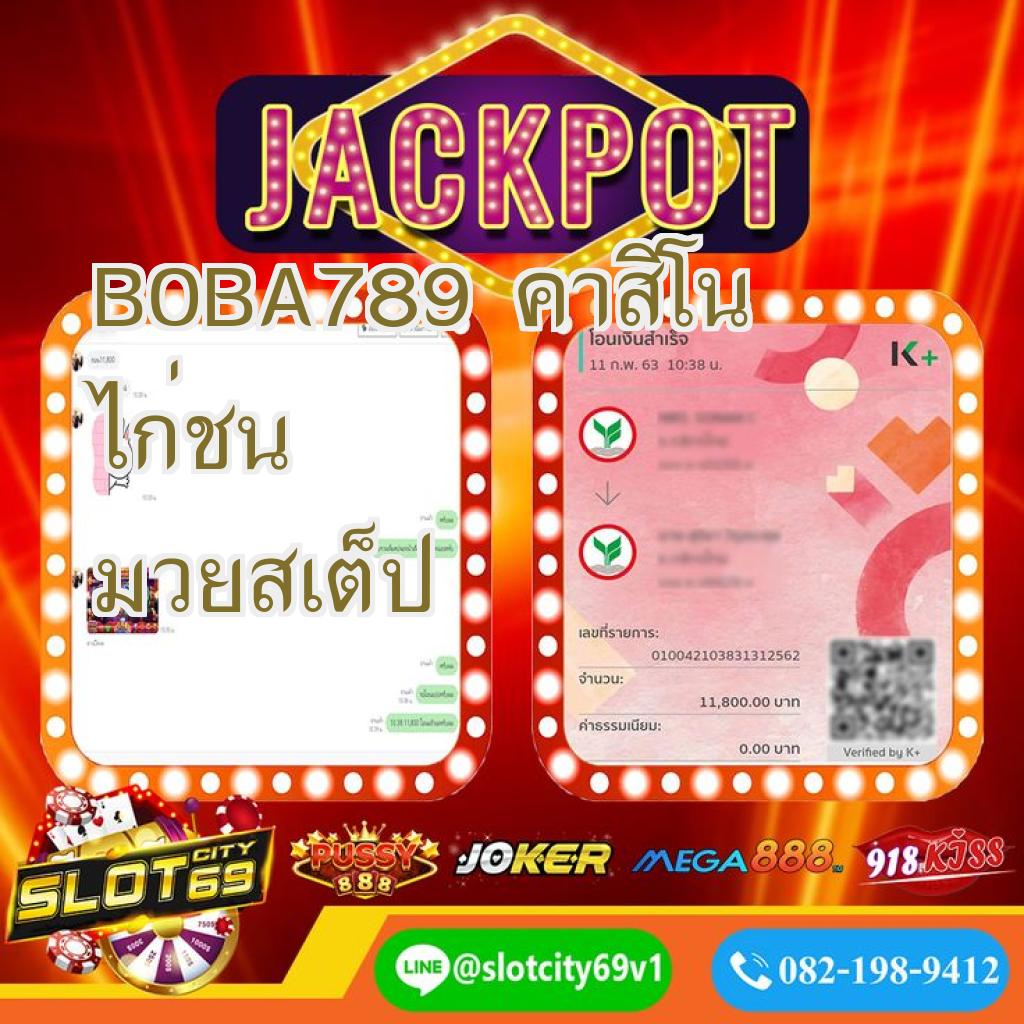 JACKPOT
BOBA789 คาสิโน
ไก่ชน
มวยสเต็ป
โอนเงินสำเร็จ
11 ก.พ. 63 10:38 น.
K+
เลขที่รายการ:
010042103831312562
จำนวน:
11,800.00 บาท
ค่าธรรมเนียม:
0.00 บาท
Verified by K+
SLOT CITY 69
PUSSY 888
JOKER
MEGA888
918KISS
LINE @slotcity69v1
082-198-9412